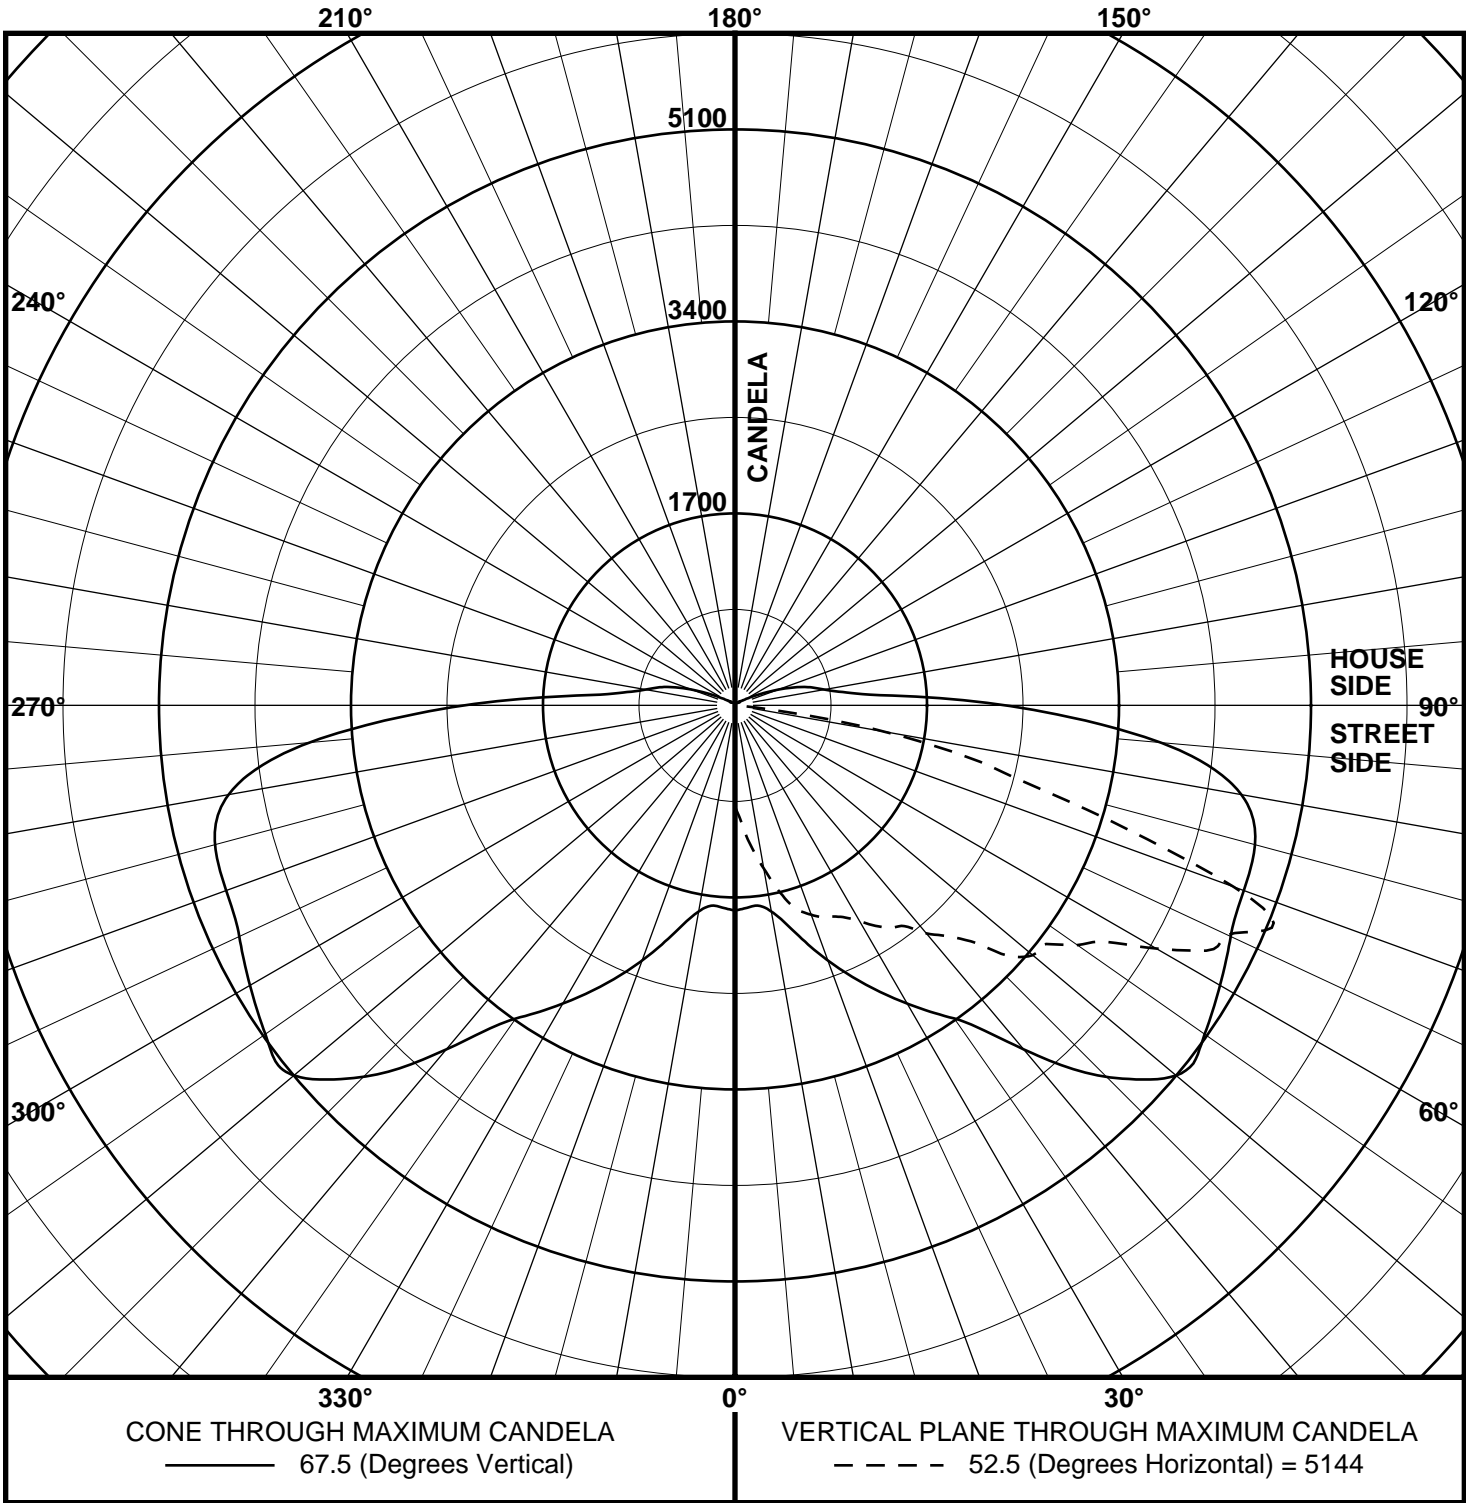 210°
180°
150°
5100
240°
120°
3400
CANDELA
1700
HOUSE
SIDE
270°
90°
STREET
SIDE
300°
60°
330°
0°
30°
CONE THROUGH MAXIMUM CANDELA
67.5 (Degrees Vertical)
VERTICAL PLANE THROUGH MAXIMUM CANDELA
52.5 (Degrees Horizontal) = 5144